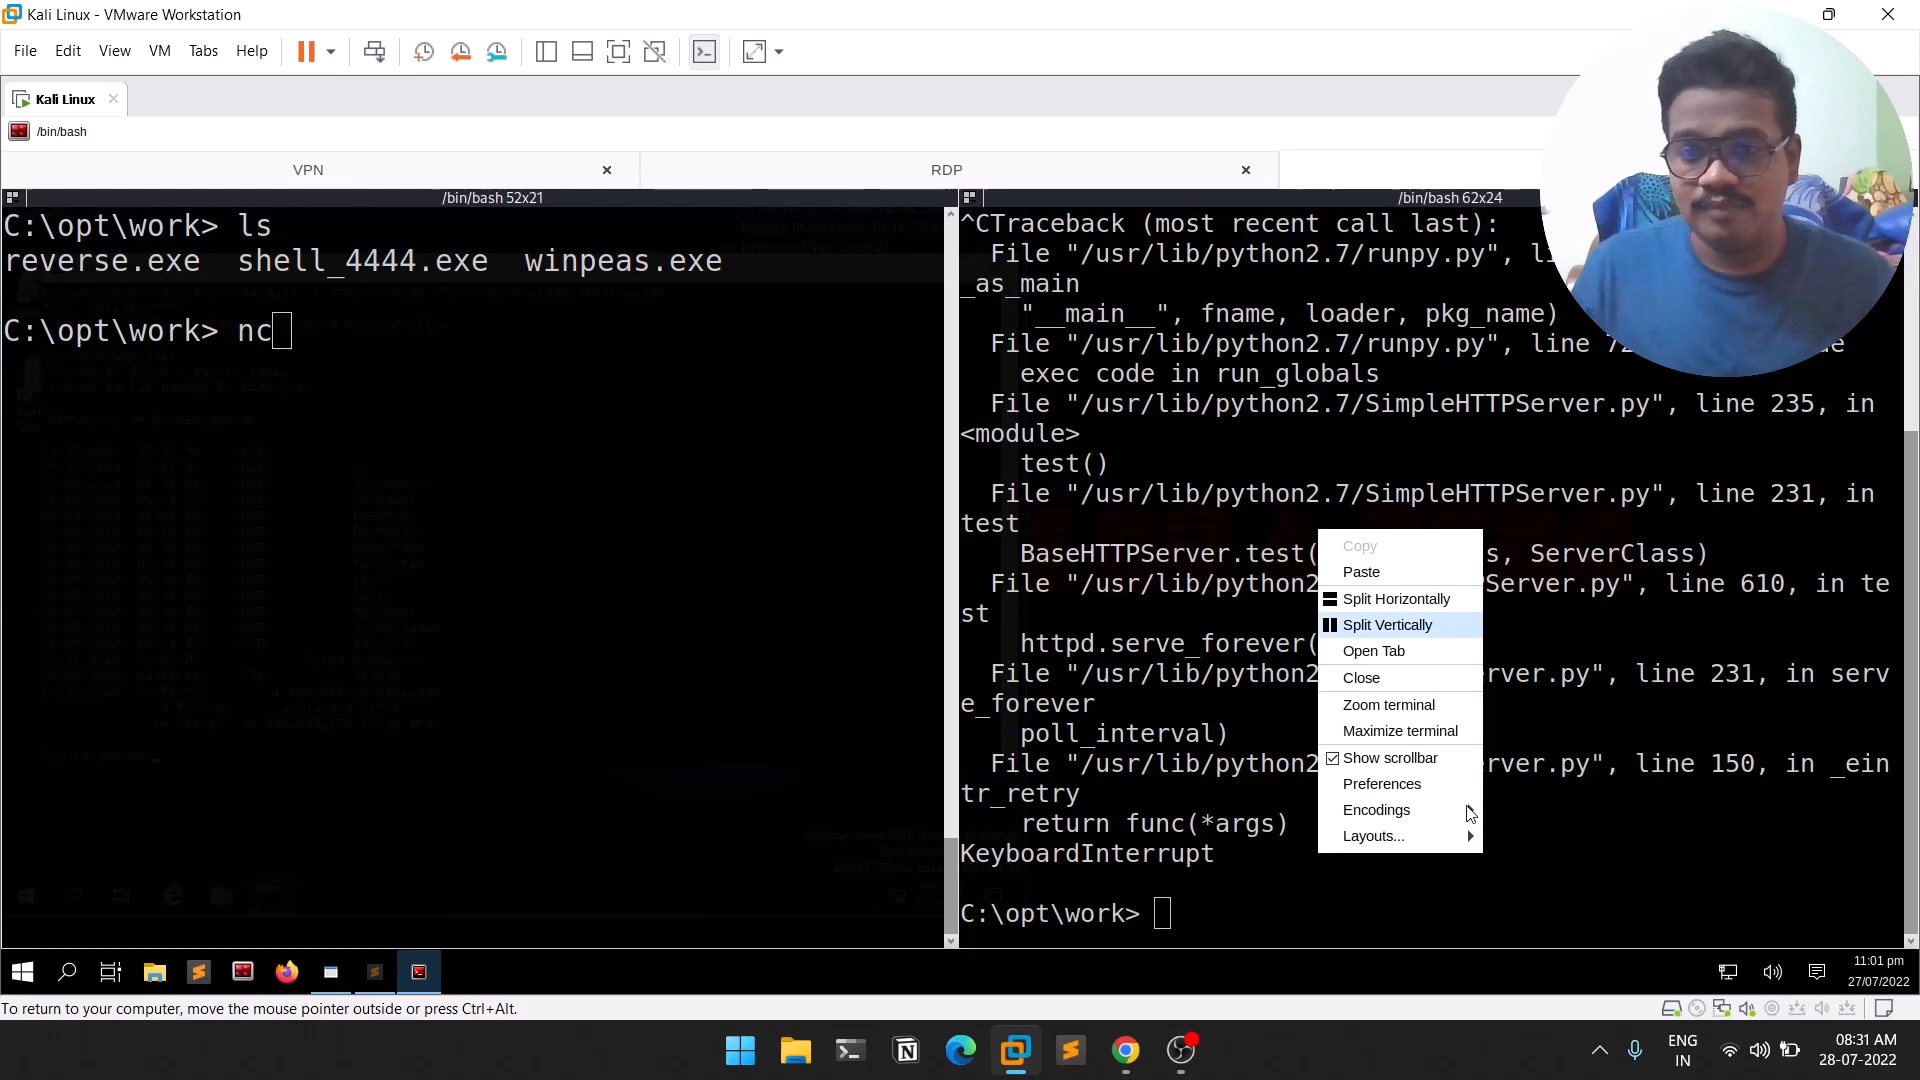 Kali Linux - VMware Workstation
File Edit View VM Tabs Help
Kali Linux
/bin/bash
VPN
RDP
/bin/bash 52x21
C:\opt\work> ls
reverse.exe  shell_4444.exe  winpeas.exe
C:\opt\work> nc
/bin/bash 62x24
^CTraceback (most recent call last):
File "/usr/lib/python2.7/runpy.py",
_as_main
"__main__", fname, loader, pkg_name)
File "/usr/lib/python2.7/runpy.py", line
exec code in run_globals
File "/usr/lib/python2.7/SimpleHTTPServer.py", line 235, in
<module>
test()
File "/usr/lib/python2.7/SimpleHTTPServer.py", line 231, in
test
BaseHTTPServer.test( s, ServerClass)
File "/usr/lib/python2 PServer.py", line 610, in te
st
httpd.serve_forever(
File "/usr/lib/python2 rver.py", line 231, in serv
e_forever
poll_interval)
File "/usr/lib/python2 rver.py", line 150, in _ein
tr_retry
return func(*args)
KeyboardInterrupt
C:\opt\work>
Copy
Paste
Split Horizontally
Split Vertically
Open Tab
Close
Zoom terminal
Maximize terminal
Show scrollbar
Preferences
Encodings
Layouts...
11:01 pm
27/07/2022
To return to your computer, move the mouse pointer outside or press Ctrl+Alt.
ENG
IN
08:31 AM
28-07-2022